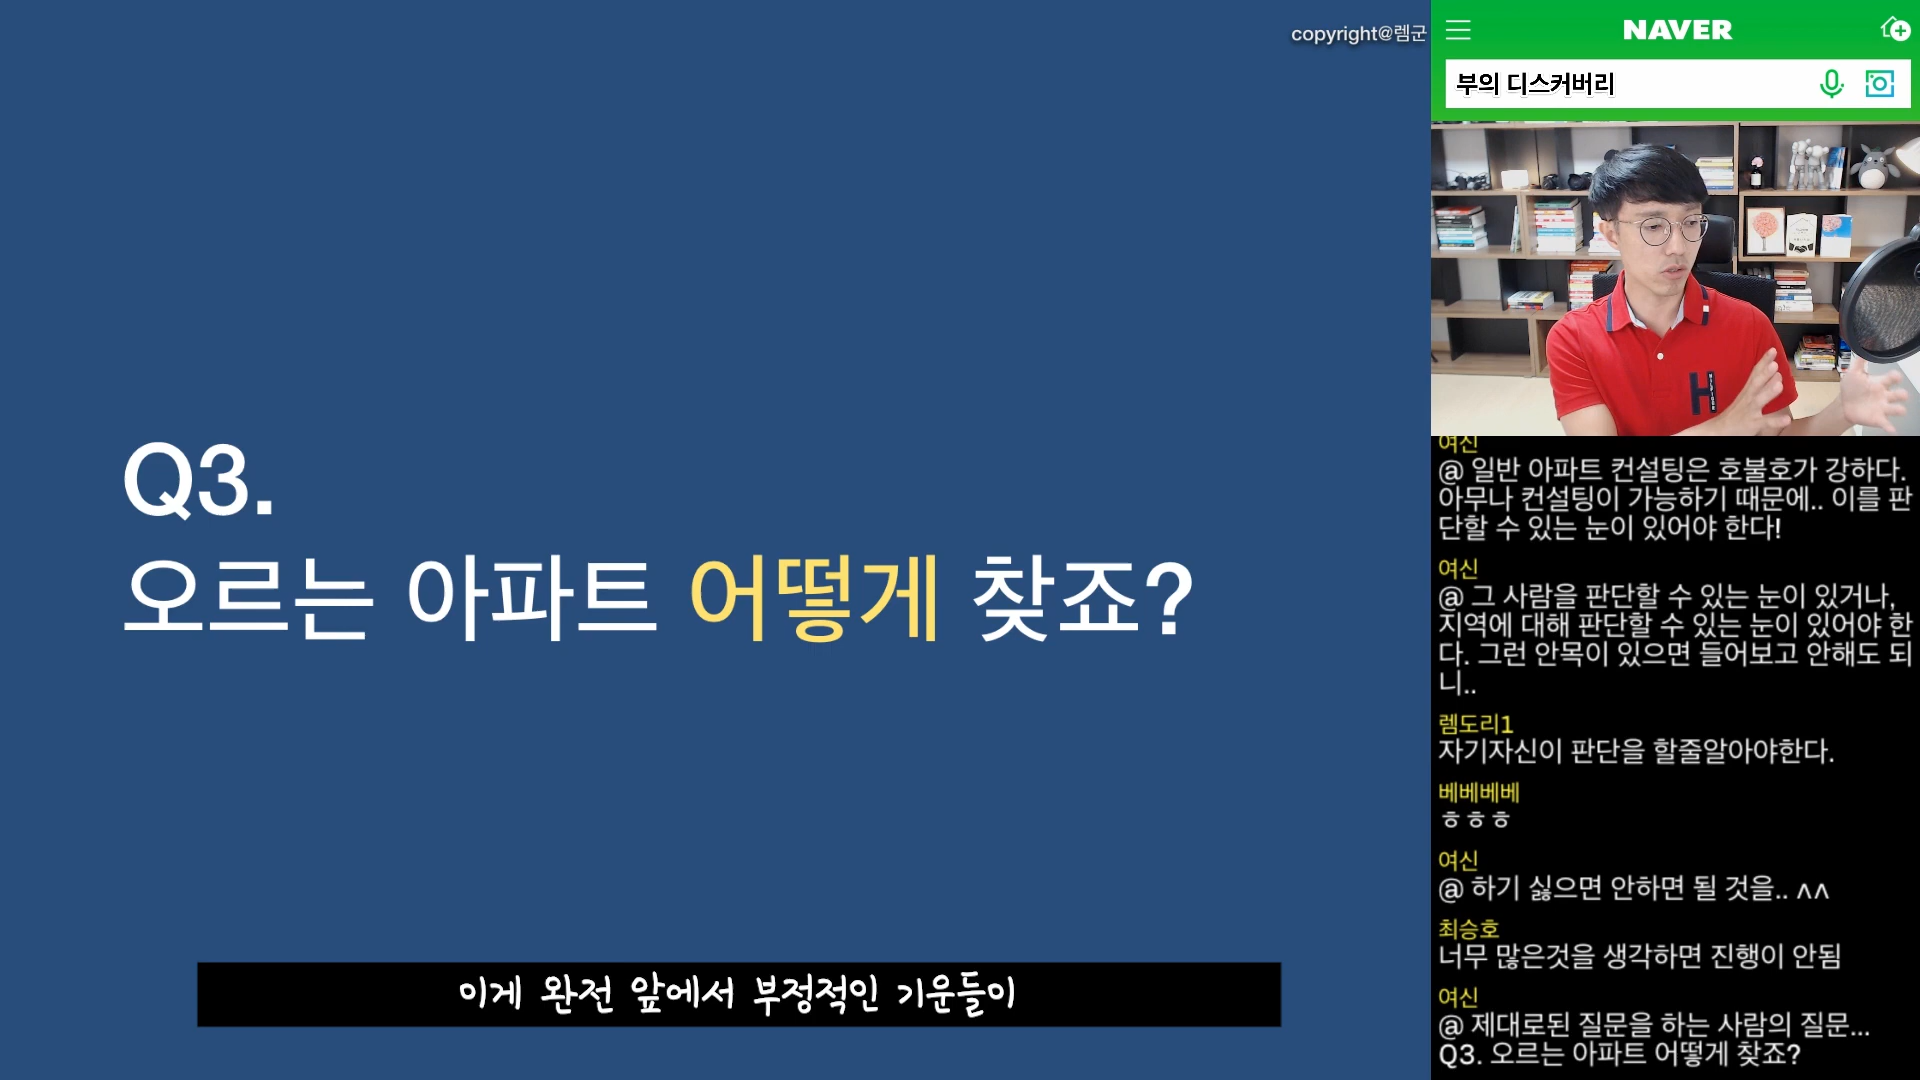 copyright@렘군
Q3.
오르는 아파트 어떻게 찾죠?
이게 완전 앞에서 부정적인 기운들이
NAVER
부의 디스커버리
H
여신
@ 일반 아파트 컨설팅은 호불호가 강하다.
아무나 컨설팅이 가능하기 때문에.. 이를 판
단할 수 있는 눈이 있어야 한다!
여신
@ 그 사람을 판단할 수 있는 눈이 있거나,
지역에 대해 판단할 수 있는 눈이 있어야 한
다. 그런 안목이 있으면 들어보고 안해도 되
니..
렘도리1
자기자신이 판단을 할줄알아야한다.
베베베베
ㅎㅎㅎ
여신
@ 하기 싫으면 안하면 될 것을.. ^^
최승호
너무 많은것을 생각하면 진행이 안됨
여신
@ 제대로된 질문을 하는 사람의 질문...
Q3. 오르는 아파트 어떻게 찾죠?